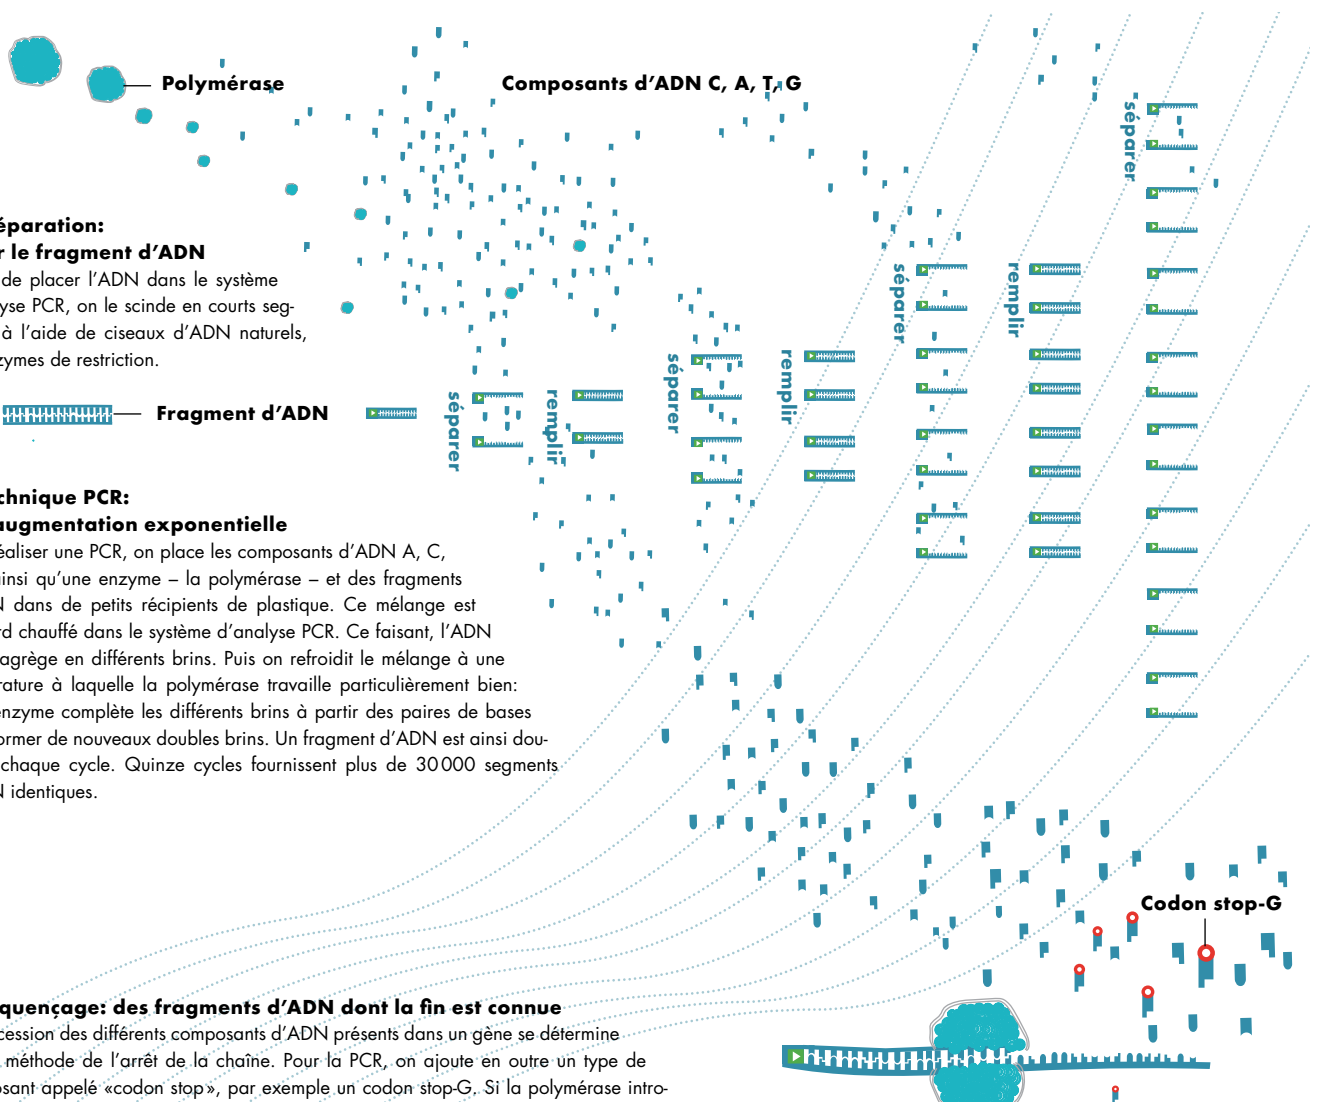 Polymérase
Composants d’ADN C, A, T, G
séparer
éparation:
r le fragment d’ADN
de placer l’ADN dans le système
yse PCR, on le scinde en courts seg-
à l’aide de ciseaux d’ADN naturels,
zymes de restriction.
Fragment d’ADN
séparer
remplir
séparer
remplir
séparer
remplir
chnique PCR:
augmentation exponentielle
éaliser une PCR, on place les composants d’ADN A, C,
ainsi qu’une enzyme – la polymérase – et des fragments
N dans de petits récipients de plastique. Ce mélange est
rd chauffé dans le système d’analyse PCR. Ce faisant, l’ADN
agrège en différents brins. Puis on refroidit le mélange à une
rature à laquelle la polymérase travaille particulièrement bien:
enzyme complète les différents brins à partir des paires de bases
ormer de nouveaux doubles brins. Un fragment d’ADN est ainsi dou-
chaque cycle. Quinze cycles fournissent plus de 30 000 segments
N identiques.
Codon stop-G
quençage: des fragments d’ADN dont la fin est connue
cession des différents composants d’ADN présents dans un gène se détermine
méthode de l’arrêt de la chaîne. Pour la PCR, on ajoute en outre un type de
osant appelé «codon stop», par exemple un codon stop-G. Si la polymérase intro-